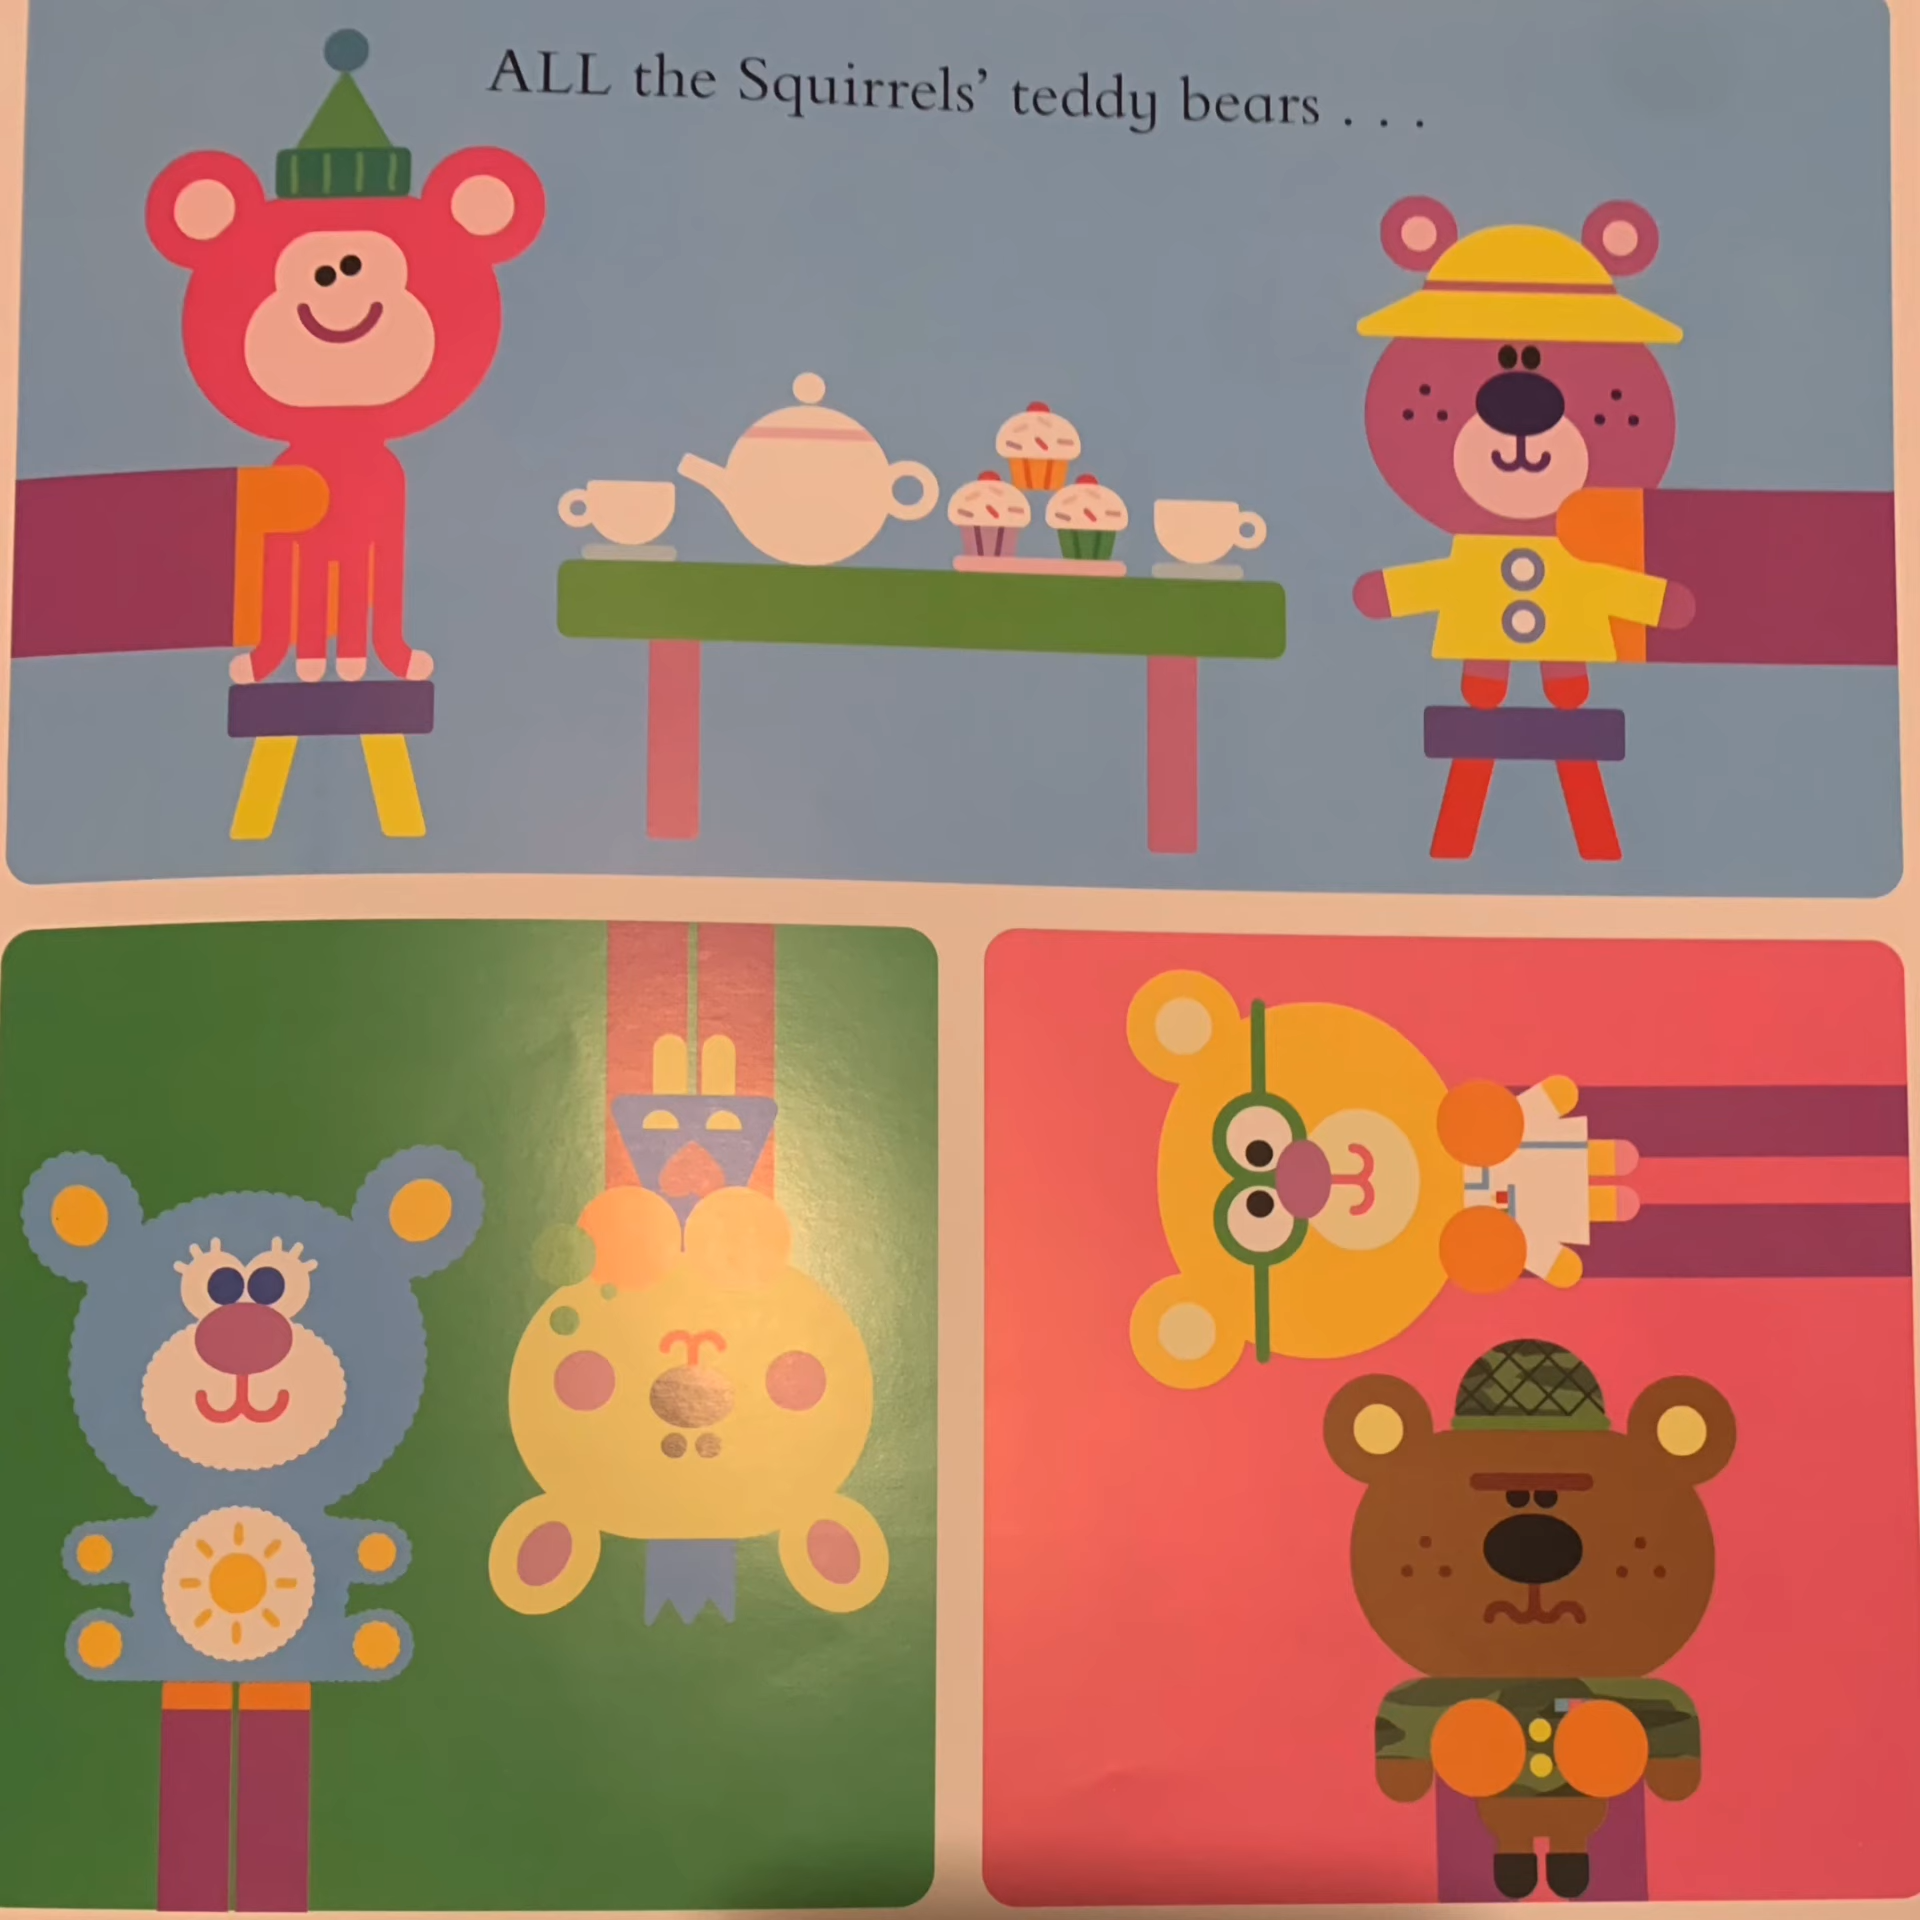 ALL the Squirrels’ teddy bears . . .